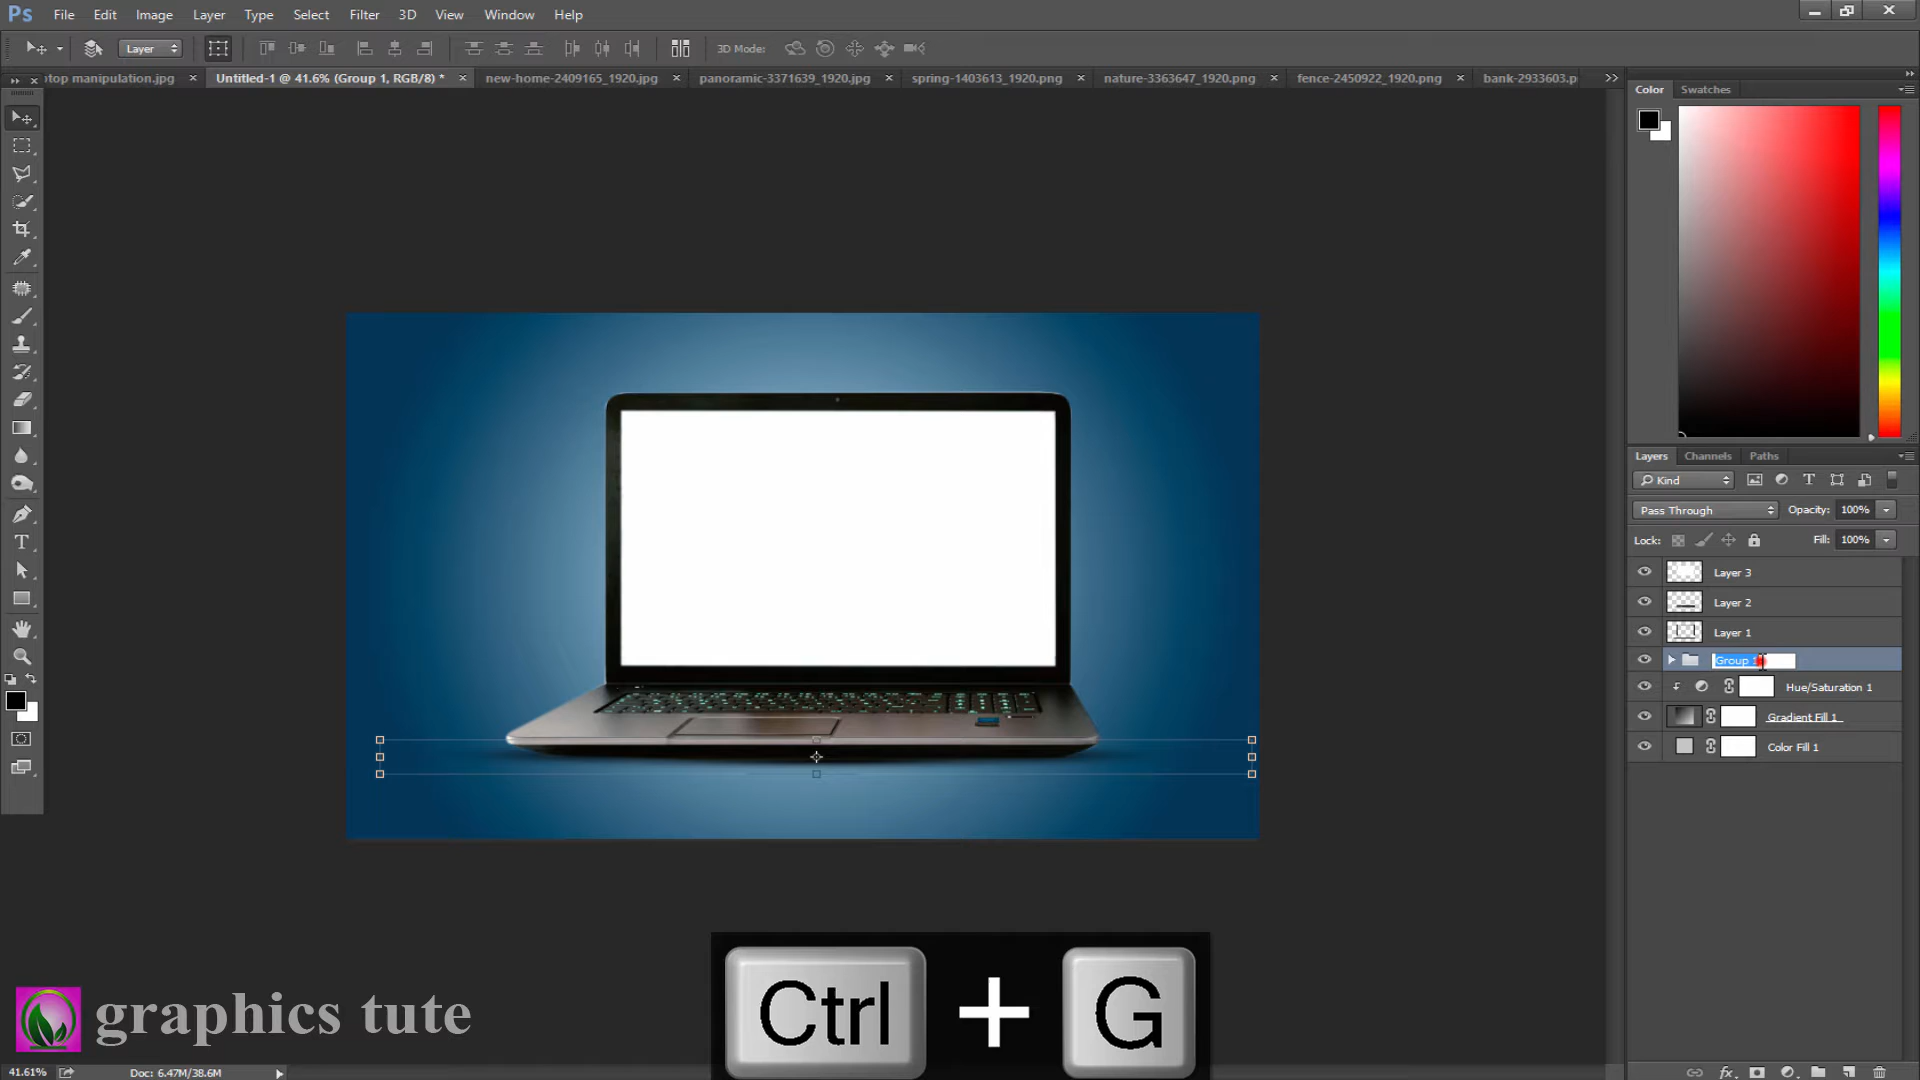 Ps File Edit Image Layer Type Select Filter 3D View Window Help
Layer 3D Mode:
top manipulation.jpg × Untitled-1 @ 41.6% (Group 1, RGB/8) * × new-home-2409165_1920.jpg × panoramic-3371639_1920.jpg × spring-1403613_1920.png × nature-3363647_1920.png × fence-2450922_1920.png × bank-2933603.p >>
Color Swatches
Layers Channels Paths
Kind
Pass Through Opacity: 100%
Lock: Fill: 100%
Layer 3
Layer 2
Layer 1
Group 1
Hue/Saturation 1
Gradient Fill 1
Color Fill 1
Ctrl + G
graphics tute
41.61% Doc: 6.47M/38.6M